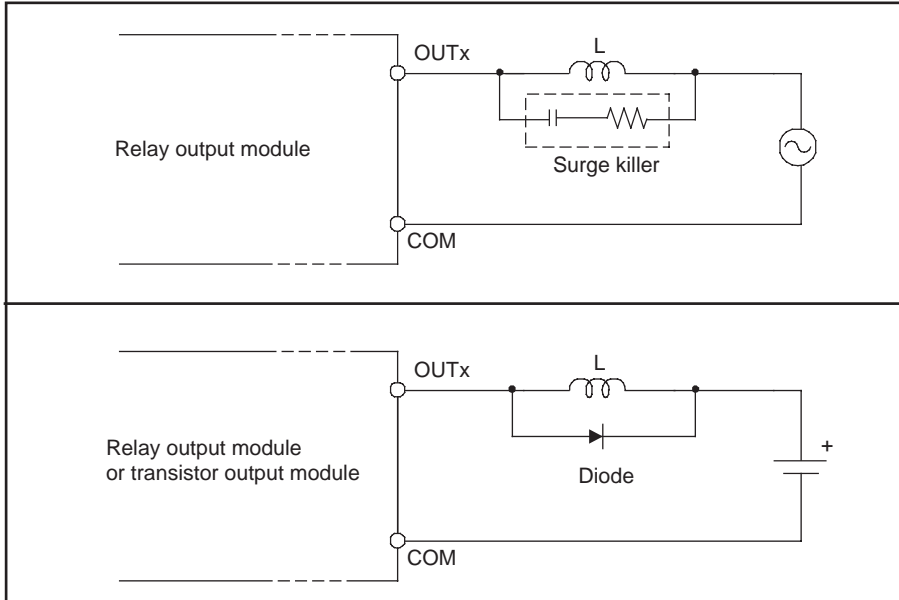 OUTx
L
Relay output module
Surge killer
COM
OUTx
L
+
Relay output module
or transistor output module
Diode
COM